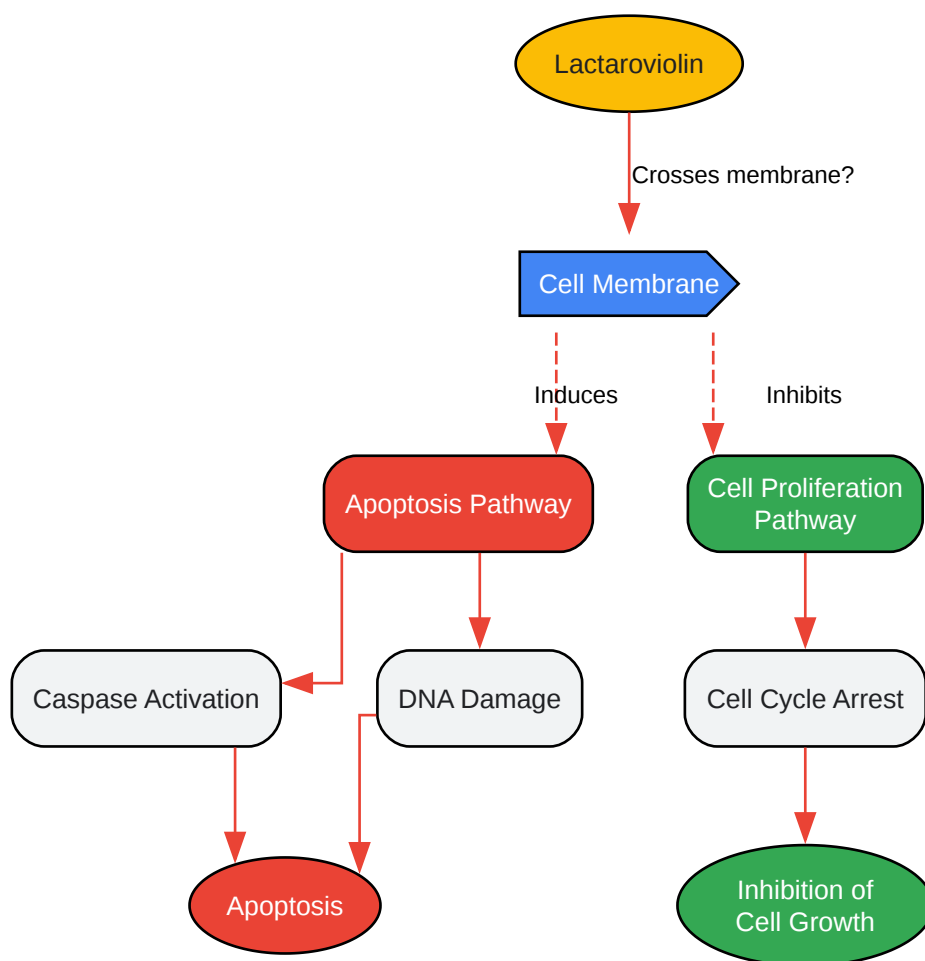 Lactaroviolin
Crosses membrane?
Cell Membrane
Induces
Inhibits
Apoptosis Pathway
Cell Proliferation
Pathway
Caspase Activation
DNA Damage
Cell Cycle Arrest
Apoptosis
Inhibition of
Cell Growth